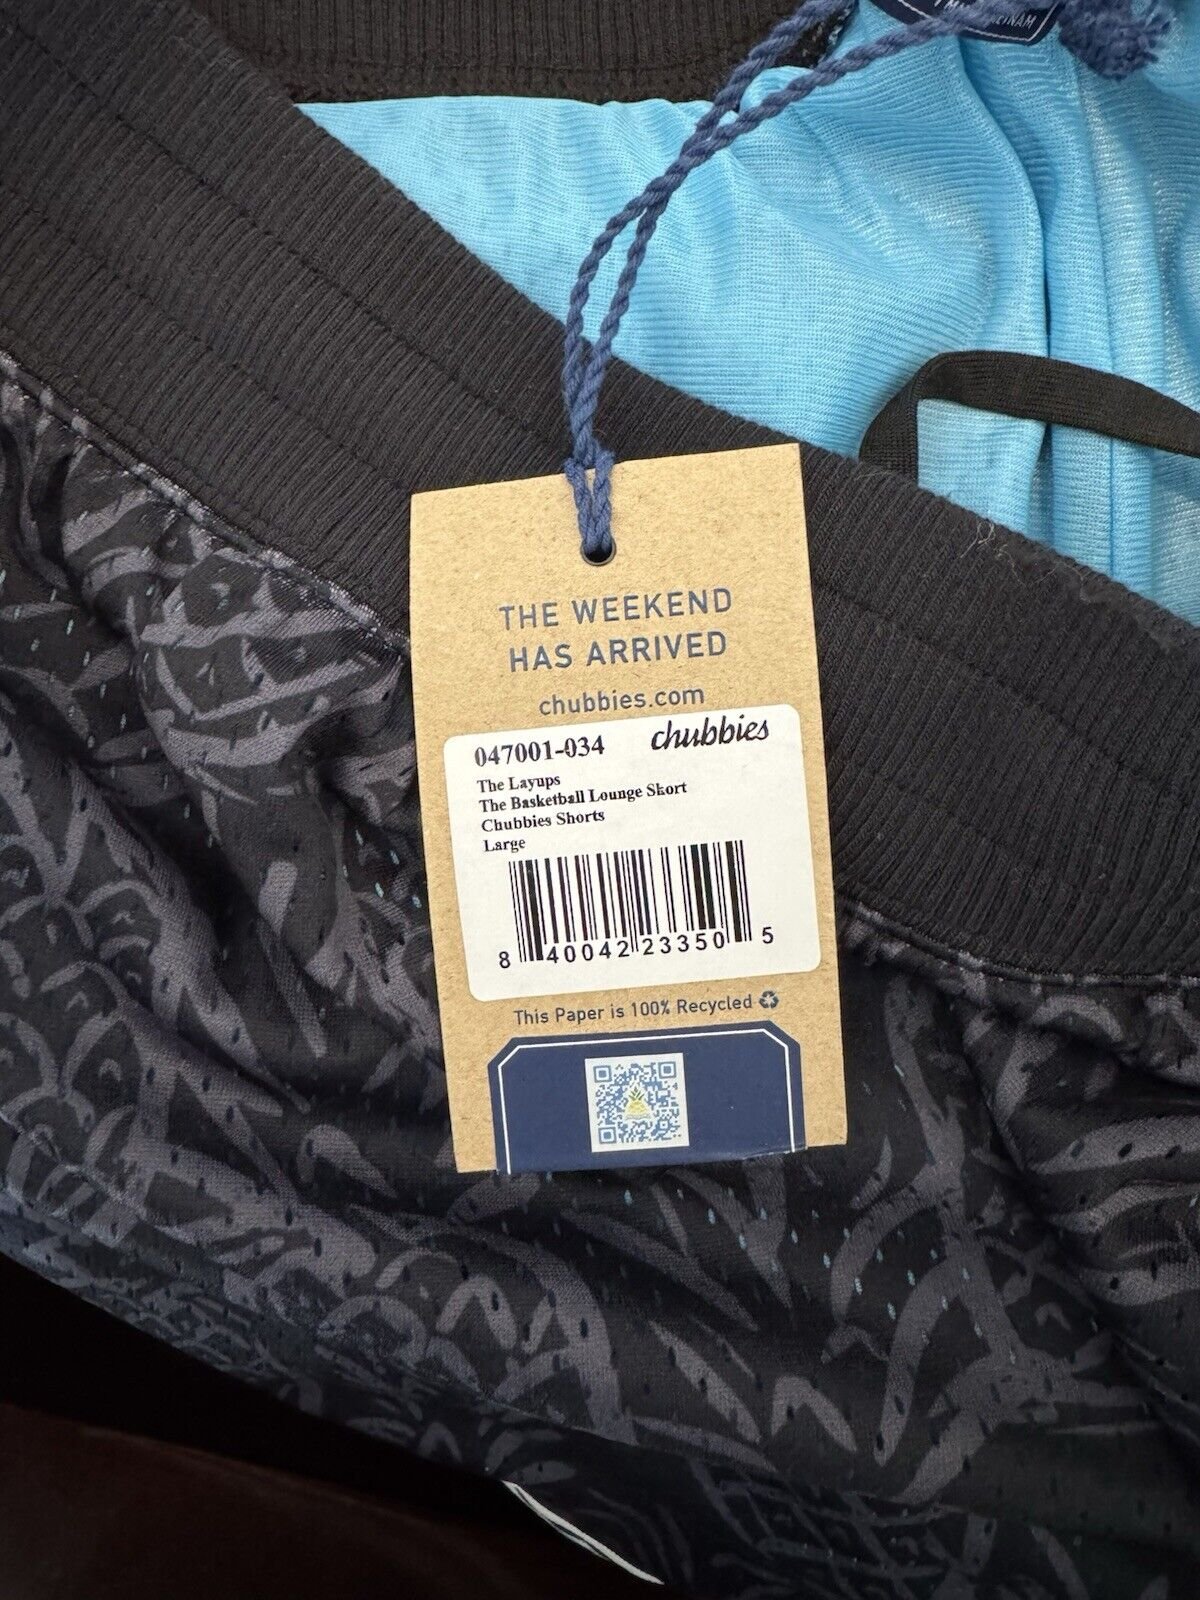 THE WEEKEND
HAS ARRIVED
chubbies.com
047001-034 chubbies
The Layups
The Basketball Lounge Skort
Chubbies Shorts
Large
8 40042 23350 5
This Paper is 100% Recycled